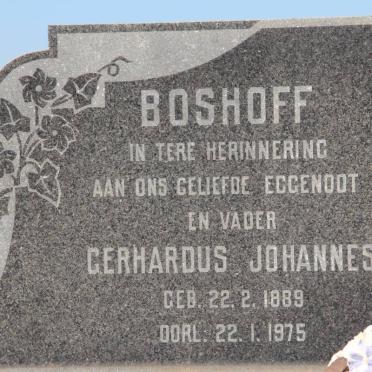 BOSHOFF
IN TERE HERINNERING
AAN ONS GELIEFDE EGGENOOT
EN VADER
GERHARDUS JOHANNES
GEB. 22. 2. 1889
OORL. 22. 1. 1975